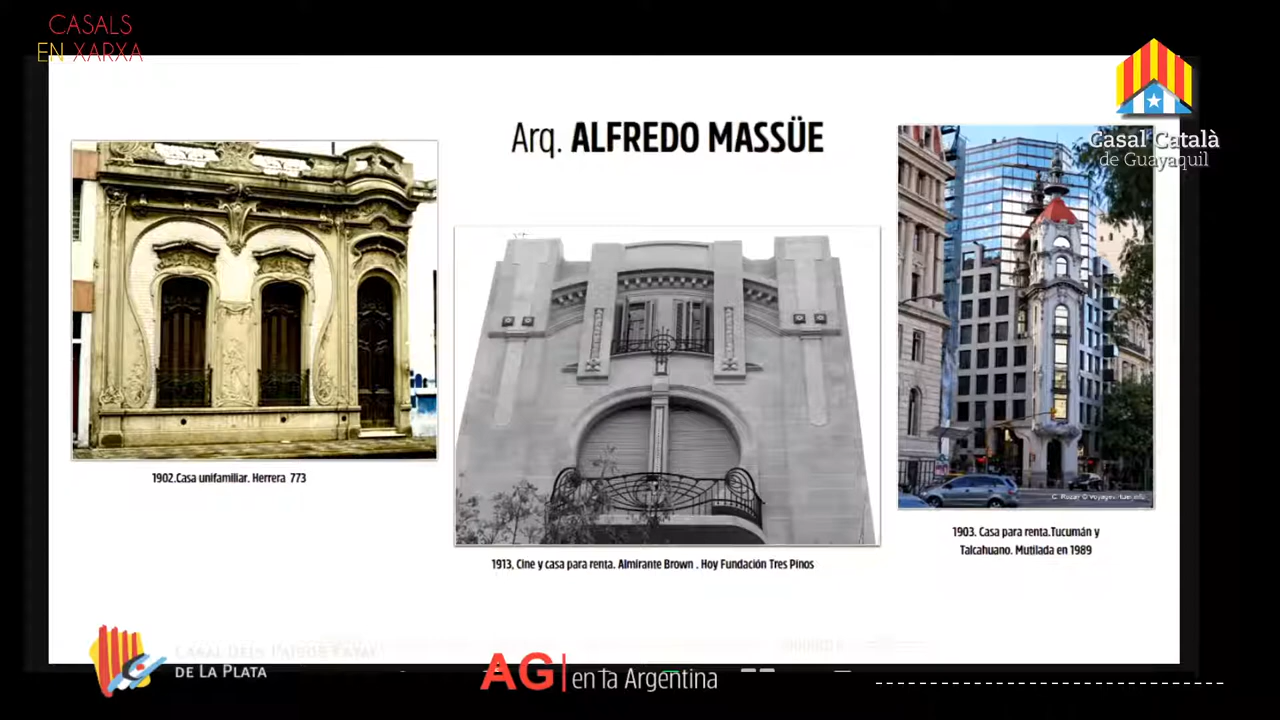 CASALS
EN XARXA
Casal Català
de Guayaquil
Arq. ALFREDO MASSÜE
1902.Casa unifamiliar. Herrera 773
1913, Cine y casa para renta. Almirante Brown . Hoy Fundación Tres Pinos
1903. Casa para renta.Tucumán y
Talcahuano. Mutilada en 1989
DE LA PLATA
AG| en la Argentina